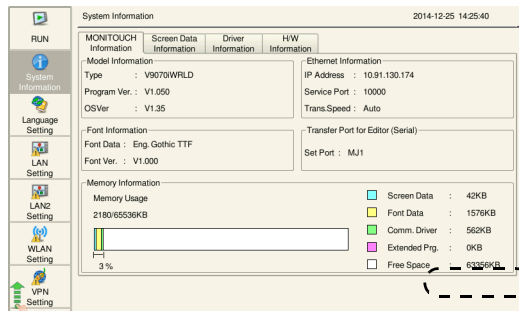 System Information
2014-12-25 14:25:40
RUN
System
Information
Language
Setting
LAN
Setting
LAN2
Setting
WLAN
Setting
VPN
Setting
MONITOUCH
Information
Screen Data
Information
Driver
Information
H/W
Information
Model Information
Type : V9070iWRLD
Program Ver. : V1.050
OSVer : V1.35
Ethernet Information
IP Address : 10.91.130.174
Service Port : 10000
Trans.Speed : Auto
Font Information
Font Data : Eng. Gothic TTF
Font Ver. : V1.000
Transfer Port for Editor (Serial)
Set Port : MJ1
Memory Information
Memory Usage
2180/65536KB
3 %
Screen Data : 42KB
Font Data : 1576KB
Comm. Driver : 562KB
Extended Prg. : 0KB
Free Space : 63356KB